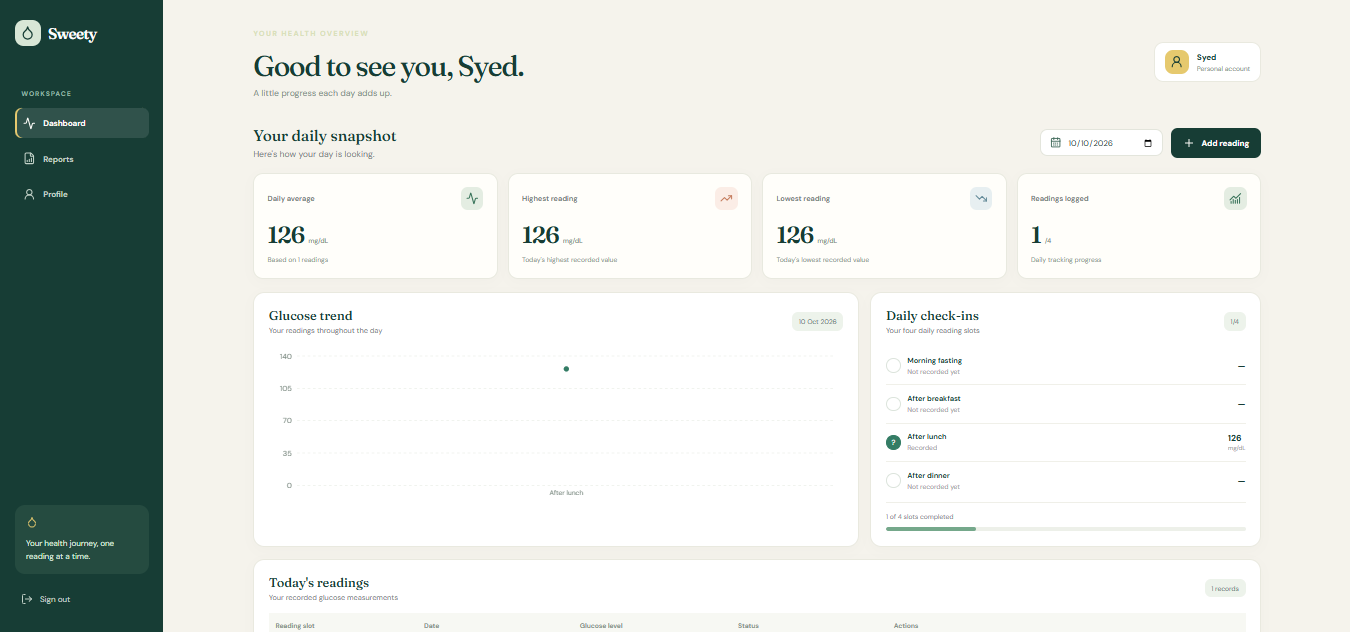 Sweety
WORKSPACE
Dashboard
Reports
Profile
Your health journey, one
reading at a time.
Sign out
YOUR HEALTH OVERVIEW
Good to see you, Syed.
A little progress each day adds up.
Syed
Personal account
Your daily snapshot
Here's how your day is looking.
10/10/2026
Add reading
Daily average
126 mg/dL
Based on 1 readings
Highest reading
126 mg/dL
Today's highest recorded value
Lowest reading
126 mg/dL
Today's lowest recorded value
Readings logged
1 /4
Daily tracking progress
Glucose trend
Your readings throughout the day
10 Oct 2026
140
105
70
35
0
After lunch
Daily check-ins
Your four daily reading slots
1/4
Morning fasting
Not recorded yet
—
After breakfast
Not recorded yet
—
?
After lunch
Recorded
126
mg/dL
After dinner
Not recorded yet
—
1 of 4 slots completed
Today's readings
Your recorded glucose measurements
1 records
Reading slot Date Glucose level Status Actions